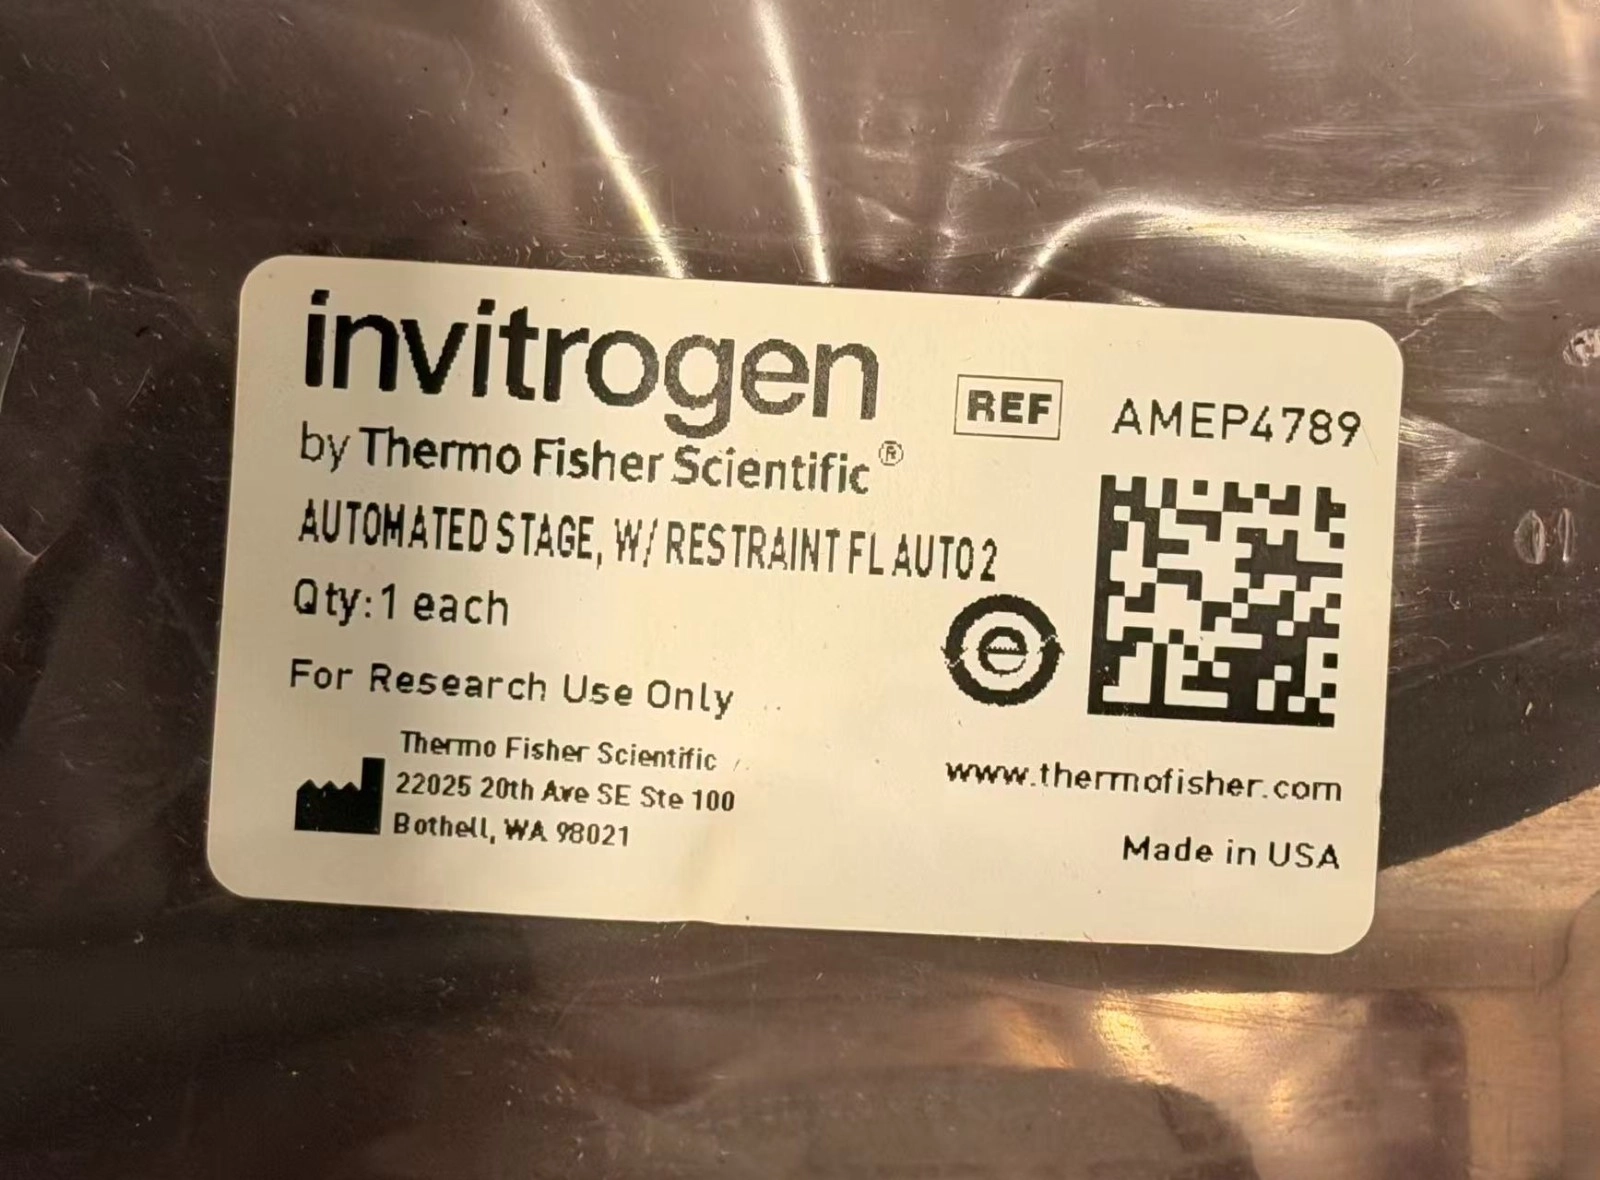 invitrogen
by Thermo Fisher Scientific®
REF AMEP4789
AUTOMATED STAGE, W/ RESTRAINT FL AUTO 2
Qty:1 each
e
For Research Use Only
Thermo Fisher Scientific
22025 20th Ave SE Ste 100
Bothell, WA 98021
www.thermofisher.com
Made in USA